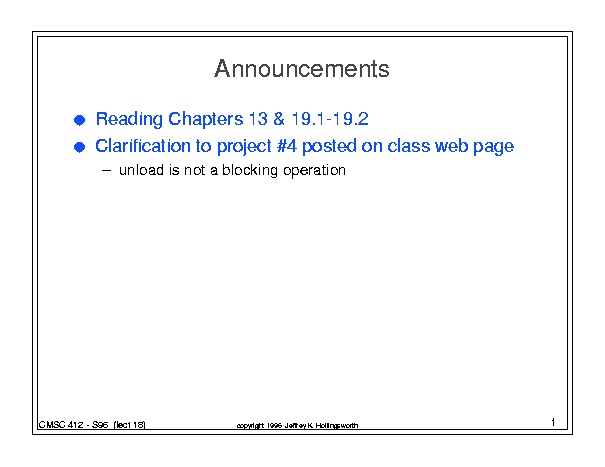 Announcements
● Reading Chapters 13 & 19.1-19.2
● Clarification to project #4 posted on class web page
– unload is not a blocking operation
CMSC 412 - S96 (lect 18)
copyright 1996 Jeffrey K. Hollingsworth
1